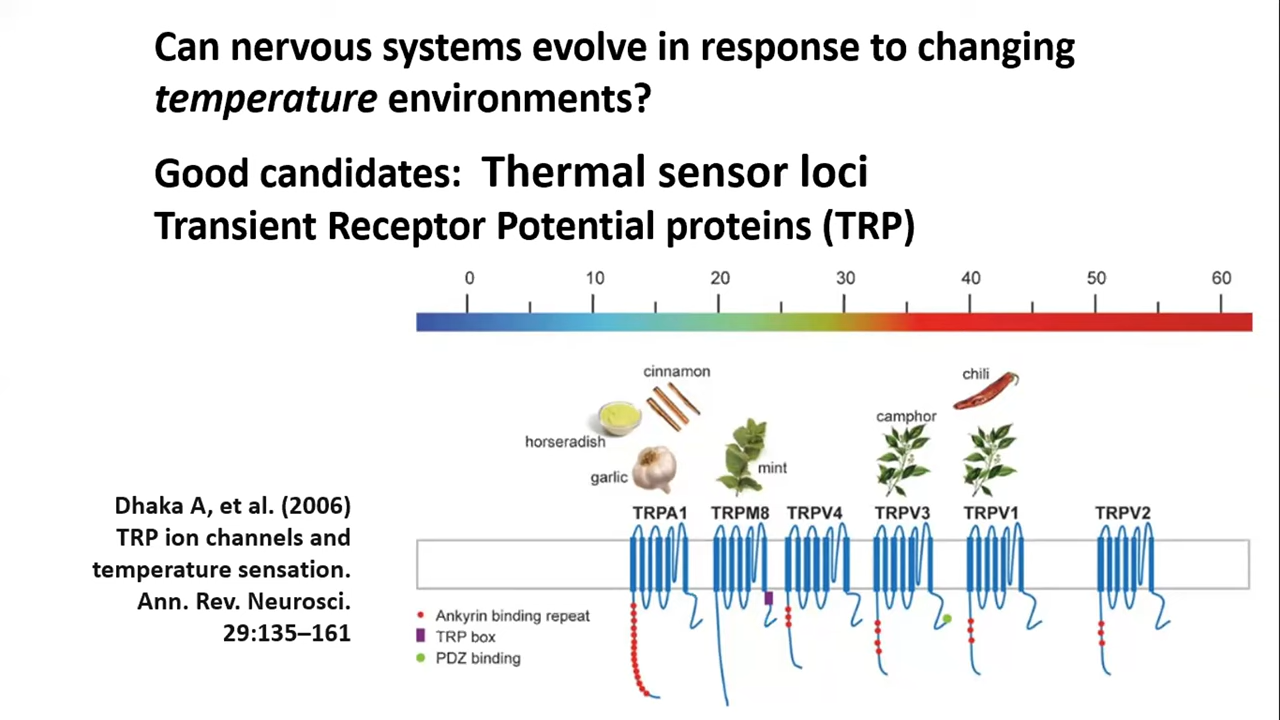 Can nervous systems evolve in response to changing
temperature environments?
Good candidates: Thermal sensor loci
Transient Receptor Potential proteins (TRP)
0 10 20 30 40 50 60
cinnamon
chili
camphor
horseradish
mint
garlic
TRPA1 TRPM8 TRPV4 TRPV3 TRPV1 TRPV2
Dhaka A, et al. (2006)
TRP ion channels and
temperature sensation.
Ann. Rev. Neurosci.
29:135–161
Ankyrin binding repeat
TRP box
PDZ binding